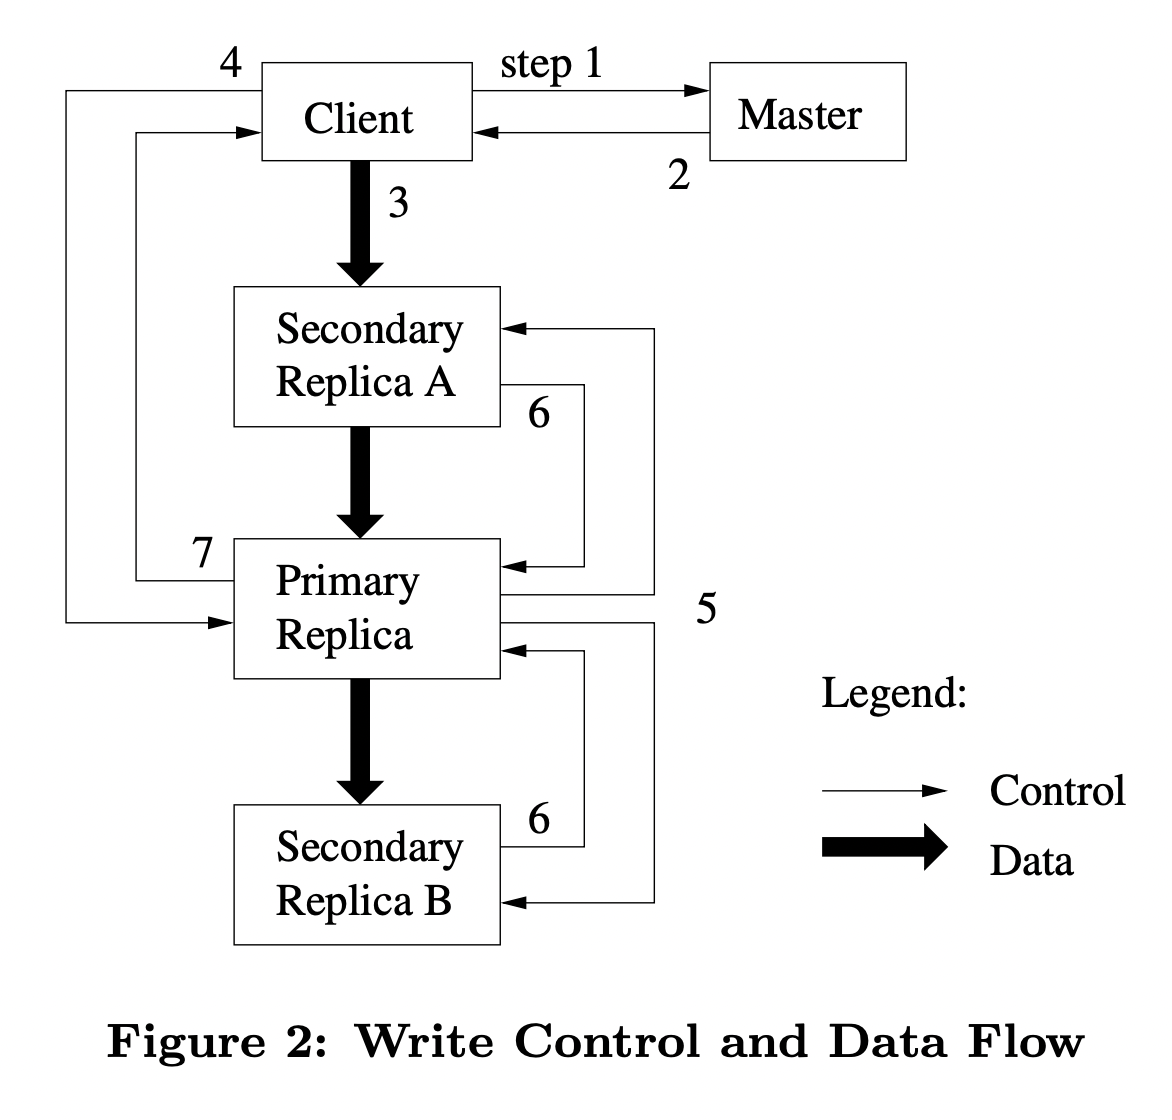 4
step 1
Client
Master
2
3
Secondary
Replica A
6
7
Primary
Replica
5
Legend:
Control
Data
6
Secondary
Replica B
Figure 2: Write Control and Data Flow